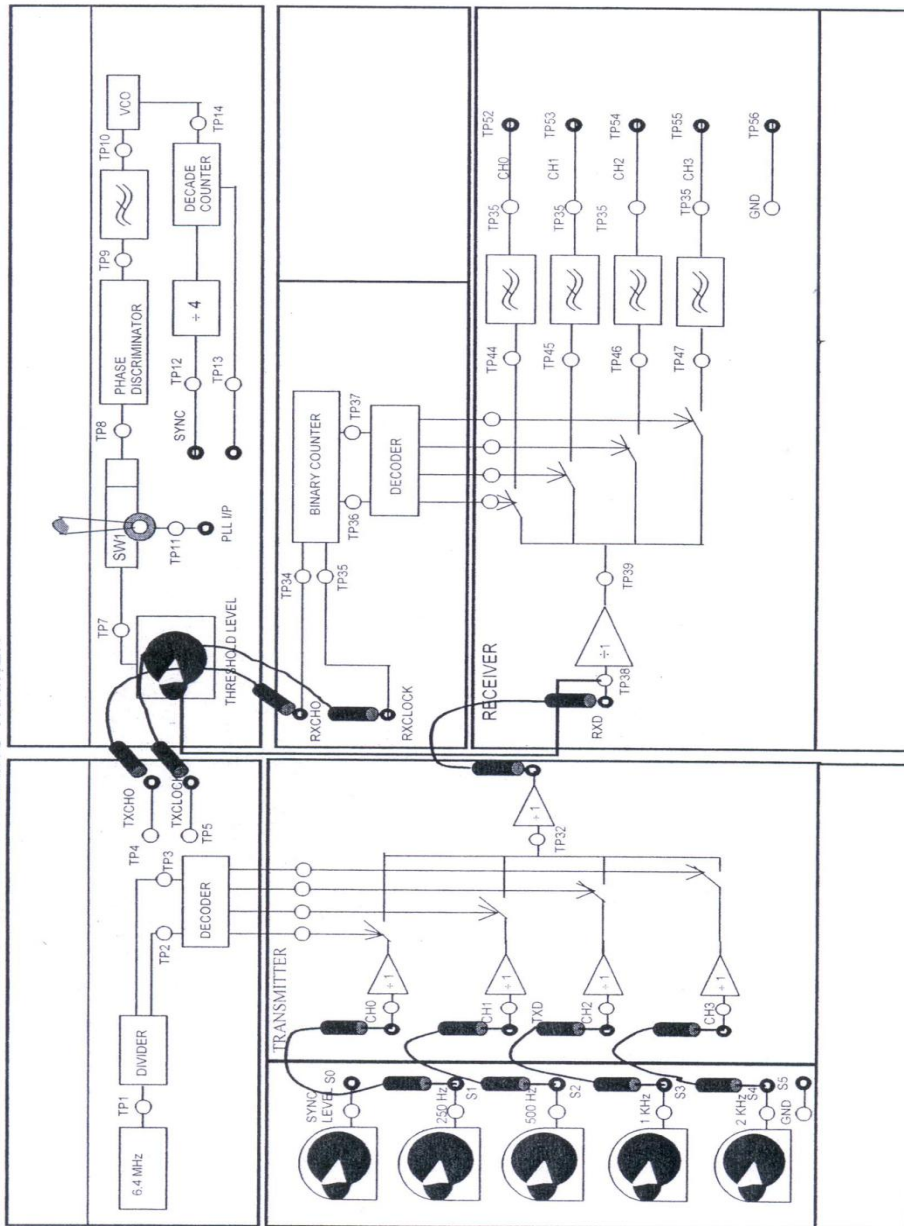 VCO
TP10
TP14
TP9
DECADE
COUNTER
PHASE
DISCRIMINATOR
÷ 4
TP12
TP13
SYNC
TP8
SW1
TP11
PLL I/P
TP7
THRESHOLD LEVEL
BINARY COUNTER
TP37
TP36
DECODER
TP34
TP35
RXCHO
RXCLOCK
TP52
TP53
TP54
TP55
TP56
CH0
CH1
CH2
CH3
TP35
TP35
TP35
TP35
GND
TP44
TP45
TP46
TP47
TP39
÷1
TP38
RXD
RECEIVER
TXCHO
TP4
TXCLOCK
TP5
TP3
TP2
DECODER
DIVIDER
TP1
6.4 MHz
TRANSMITTER
÷ 1
TP32
÷ 1
÷ 1
÷ 1
÷ 1
CH0
CH1
TXD
CH2
CH3
SYNC
LEVEL S0
250 Hz
S1
500 Hz
S2
1 KHz
S3
2 KHz
S4
S5
GND